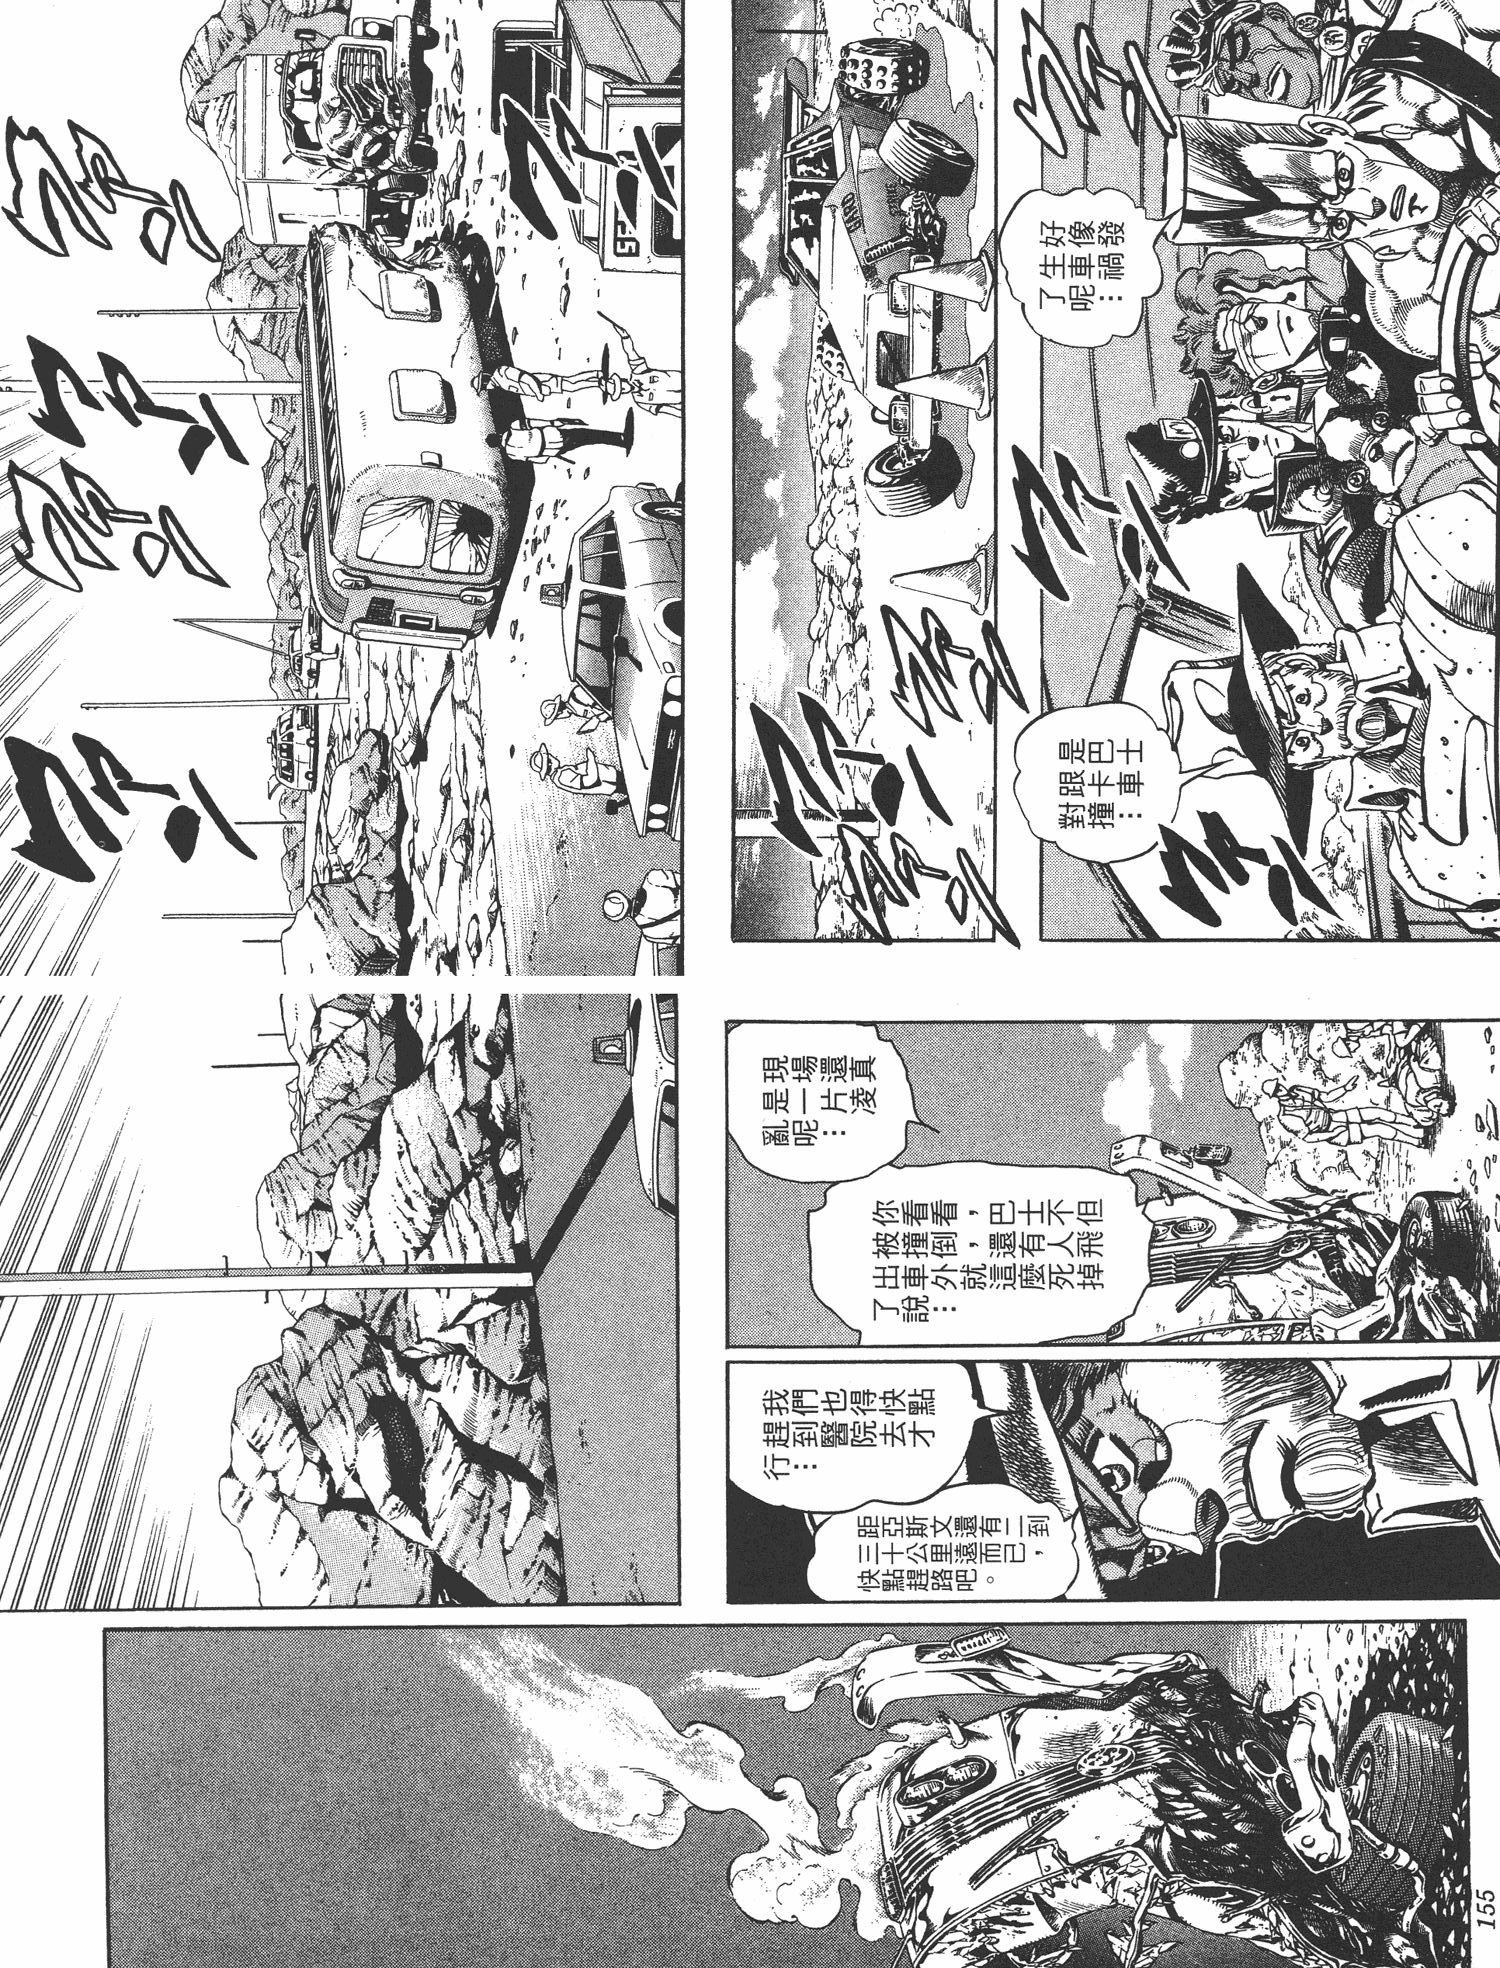 好像發
生車禍
了呢…
是巴士
跟卡車
對撞…
現場還真
是一片凌
亂呢…
你看看，巴士不但
被撞倒，還有人飛
出車外就這麼死掉
了說…
我們也得快點
趕到醫院去才
行…
距亞斯文還有二到
三十公里遠而已，
快點趕路吧。
155